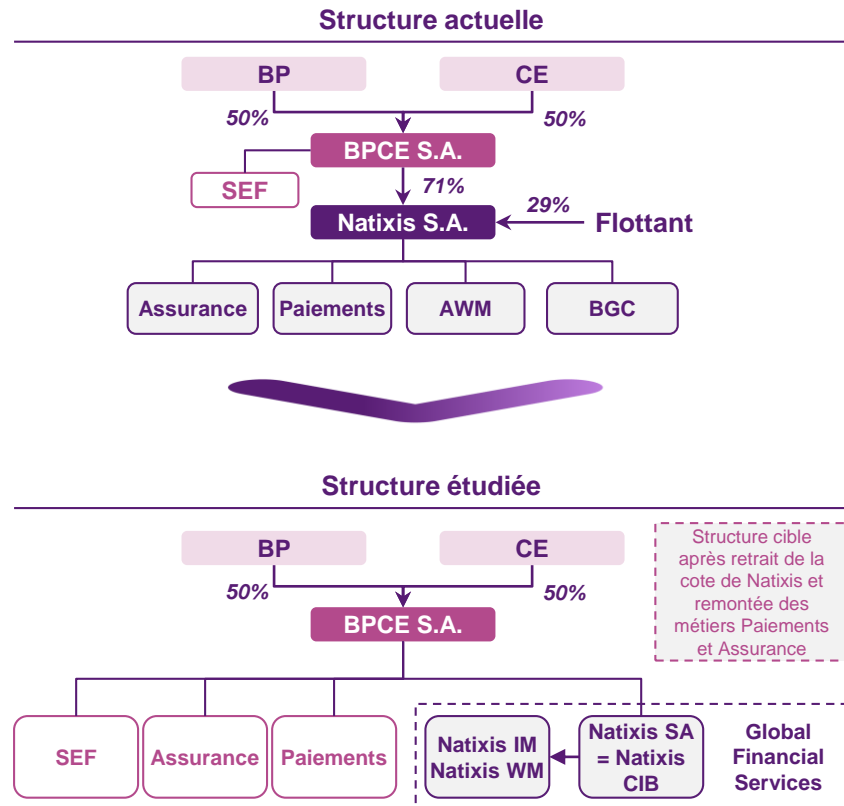 Structure actuelle
BP
CE
50%
50%
BPCE S.A.
SEF
71%
Natixis S.A.
29%
Flottant
Assurance
Paiements
AWM
BGC
Structure étudiée
BP
CE
50%
50%
BPCE S.A.
Structure cible
après retrait de la
cote de Natixis et
remontée des
métiers Paiements
et Assurance
SEF
Assurance
Paiements
Natixis IM
Natixis WM
Natixis SA
= Natixis
CIB
Global
Financial
Services